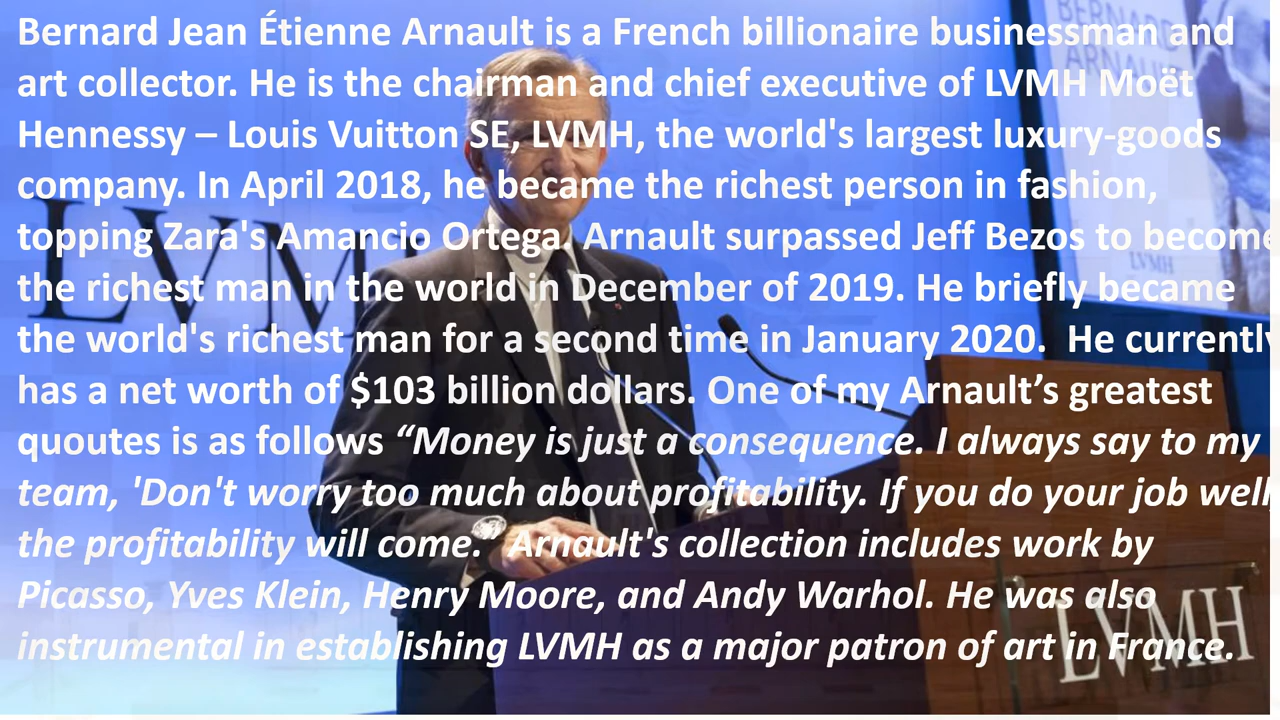 Bernard Jean Étienne Arnault is a French billionaire businessman and
art collector. He is the chairman and chief executive of LVMH Moët
Hennessy – Louis Vuitton SE, LVMH, the world's largest luxury-goods
company. In April 2018, he became the richest person in fashion,
topping Zara's Amancio Ortega. Arnault surpassed Jeff Bezos to become
the richest man in the world in December of 2019. He briefly became
the world's richest man for a second time in January 2020.  He currently
has a net worth of $103 billion dollars. One of my Arnault’s greatest
quoutes is as follows “Money is just a consequence. I always say to my
team, 'Don't worry too much about profitability. If you do your job well,
the profitability will come.” Arnault's collection includes work by
Picasso, Yves Klein, Henry Moore, and Andy Warhol. He was also
instrumental in establishing LVMH as a major patron of art in France.
BERNARD
ARNAULT
LVMH
LVM
LVMH